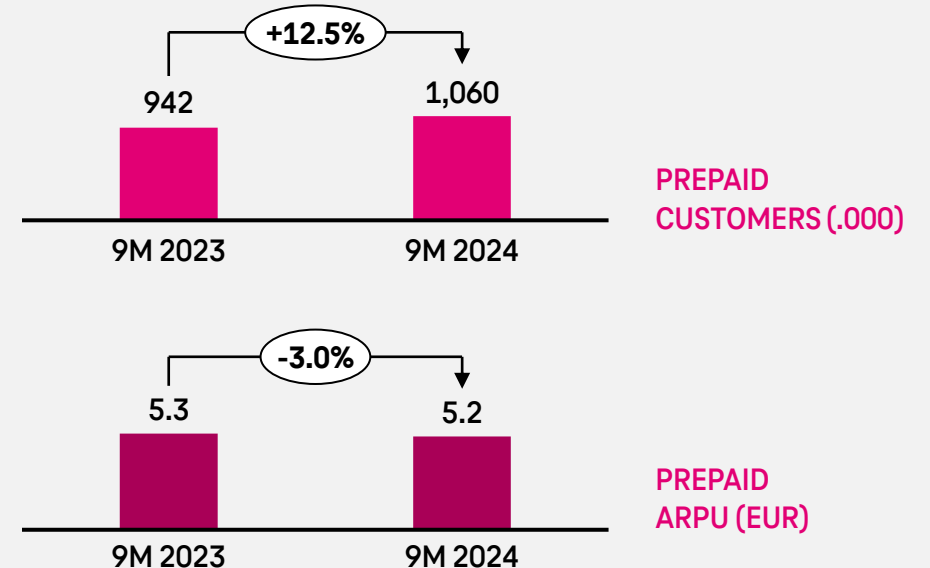 +12.5%
942
1,060
PREPAID
CUSTOMERS (.000)
9M 2023
9M 2024
-3.0%
5.3
5.2
PREPAID
ARPU (EUR)
9M 2023
9M 2024